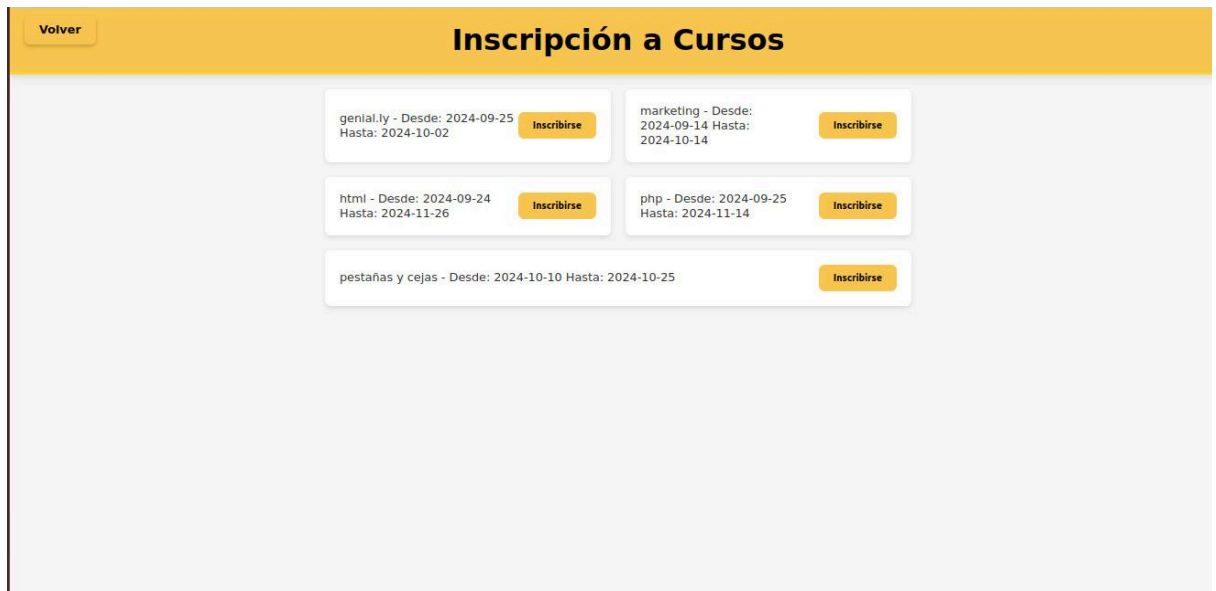 Volver
Inscripción a Cursos
genial.ly - Desde: 2024-09-25
Hasta: 2024-10-02
Inscribirse
marketing - Desde:
2024-09-14 Hasta:
2024-10-14
Inscribirse
html - Desde: 2024-09-24
Hasta: 2024-11-26
Inscribirse
php - Desde: 2024-09-25
Hasta: 2024-11-14
Inscribirse
pestañas y cejas - Desde: 2024-10-10 Hasta: 2024-10-25
Inscribirse